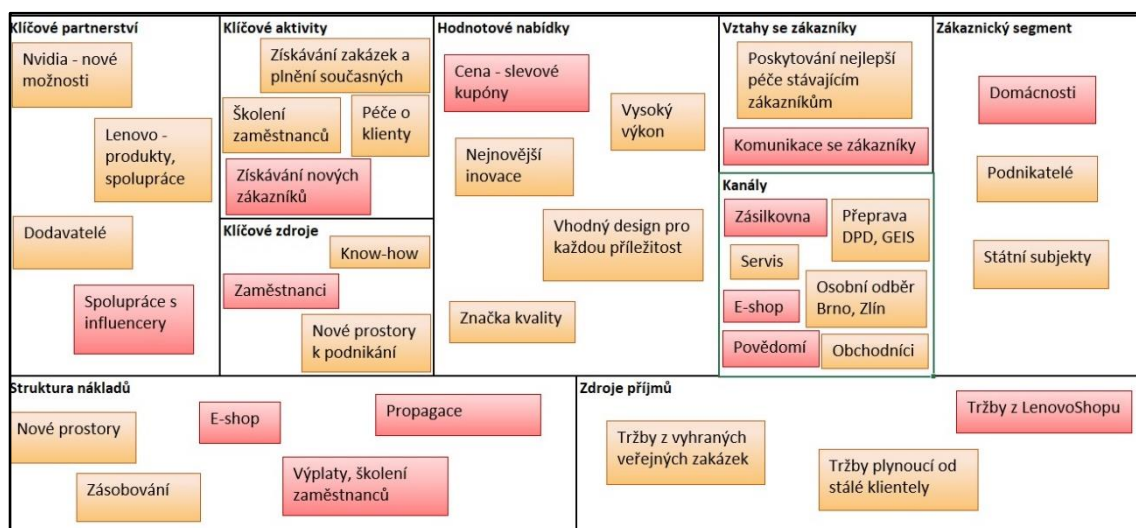 Klíčové partnerství
Nvidia - nové
možnosti
Lenovo -
produkty,
spolupráce
Dodavatelé
Spolupráce s
influencery
Klíčové aktivity
Získávání zakázek a
plnění současných
Školení
zaměstnanců
Péče o
klienty
Získávání nových
zákazníků
Klíčové zdroje
Know-how
Zaměstnanci
Nové prostory
k podnikání
Hodnotové nabídky
Cena - slevové
kupóny
Vysoký
výkon
Nejnovější
inovace
Vhodný design pro
každou příležitost
Značka kvality
Vztahy se zákazníky
Poskytování nejlepší
péče stávajícím
zákazníkům
Komunikace se zákazníky
Kanály
Zásilkovna
Přeprava
DPD, GEIS
Servis
Osobní odběr
Brno, Zlín
E-shop
Povědomí
Obchodníci
Zákaznický segment
Domácnosti
Podnikatelé
Státní subjekty
Struktura nákladů
Nové prostory
E-shop
Propagace
Zásobování
Výplaty, školení
zaměstnanců
Zdroje příjmů
Tržby z LenovoShopu
Tržby z vyhraných
veřejných zakázek
Tržby plynoucí od
stálé klientely